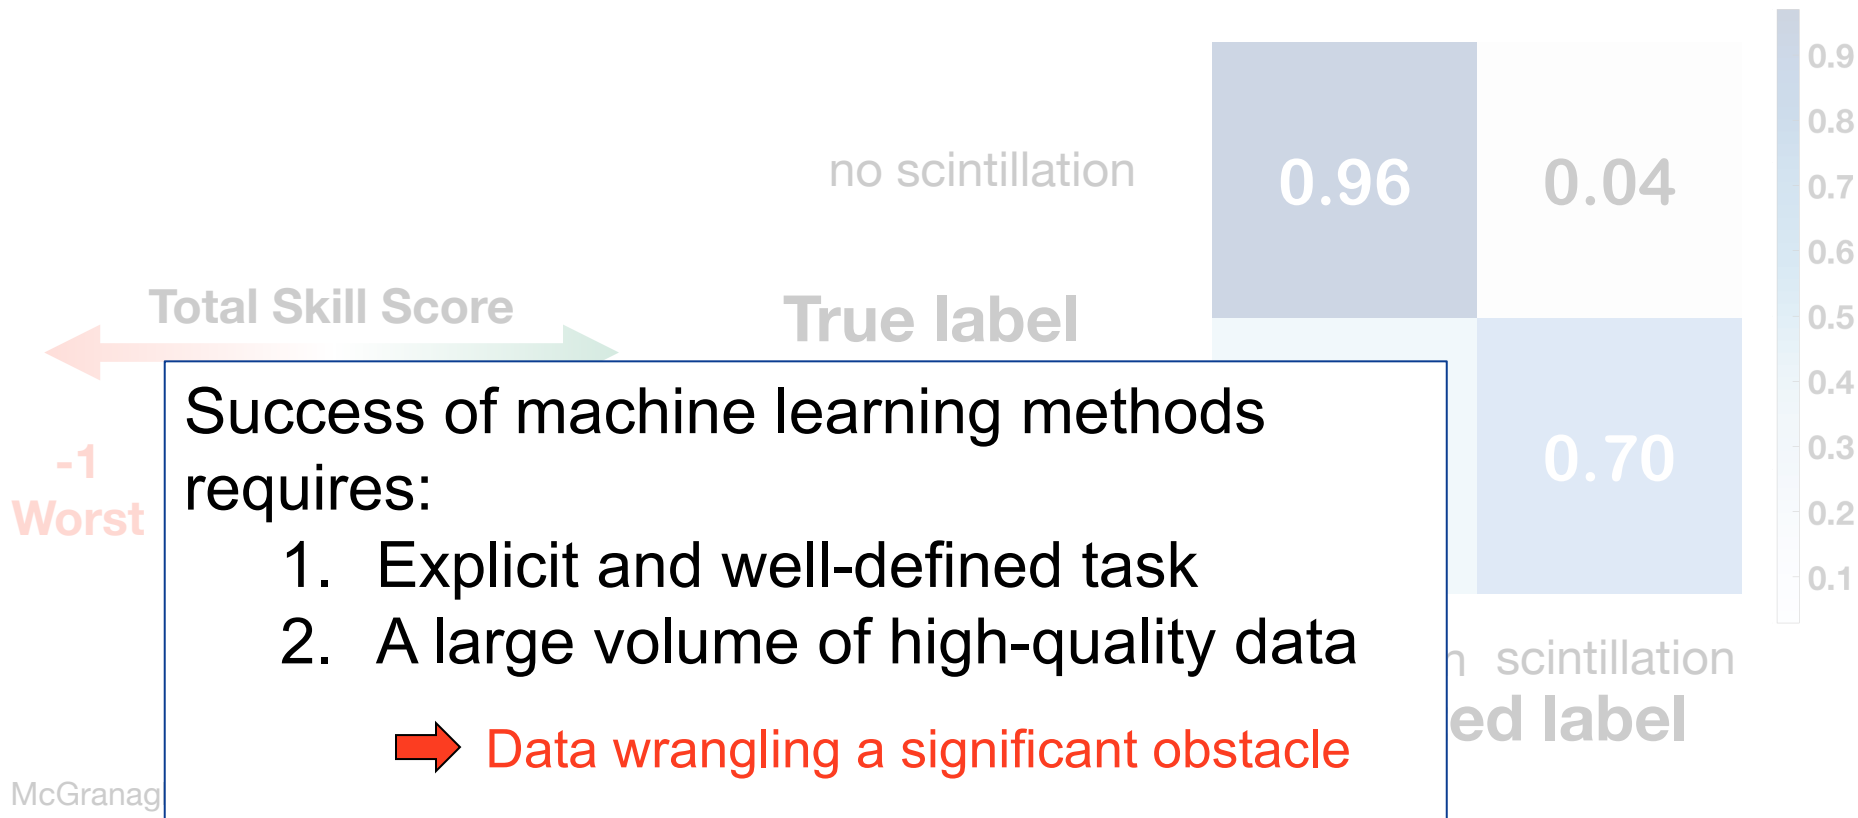 no scintillation
0.96
0.04
0.9
0.8
0.7
0.6
0.5
0.4
0.3
0.2
0.1
Total Skill Score
True label
-1
Worst
0.70
Success of machine learning methods
requires:
1. Explicit and well-defined task
2. A large volume of high-quality data
Data wrangling a significant obstacle
scintillation
label